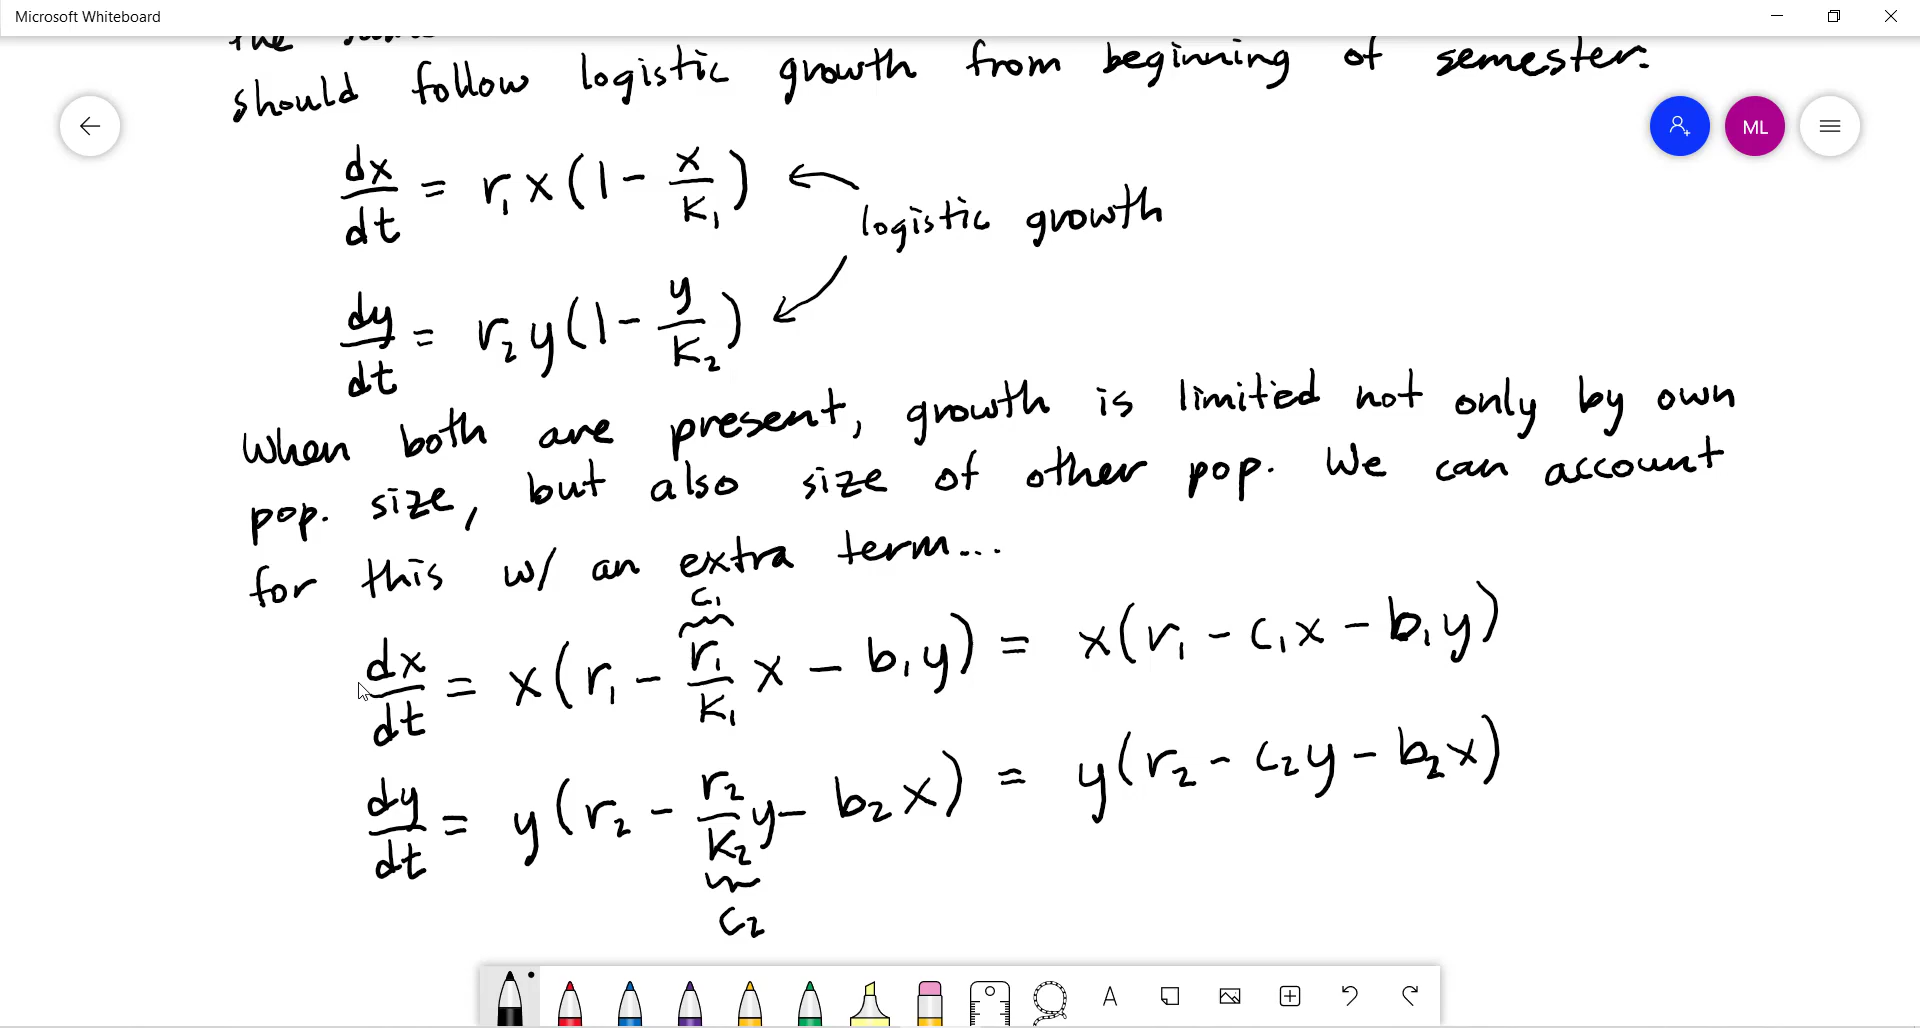 Microsoft Whiteboard
the
should follow logistic growth from beginning of semester:
ML
dx/dt = r₁x(1 - x/K₁)
logistic growth
dy/dt = r₂y(1 - y/K₂)
When both are present, growth is limited not only by own
pop. size, but also size of other pop. We can account
for this w/ an extra term...
c₁
dx/dt = x(r₁ - r₁/K₁ x - b₁y) = x(r₁ - c₁x - b₁y)
dy/dt = y(r₂ - r₂/K₂ y - b₂x) = y(r₂ - c₂y - b₂x)
c₂
A